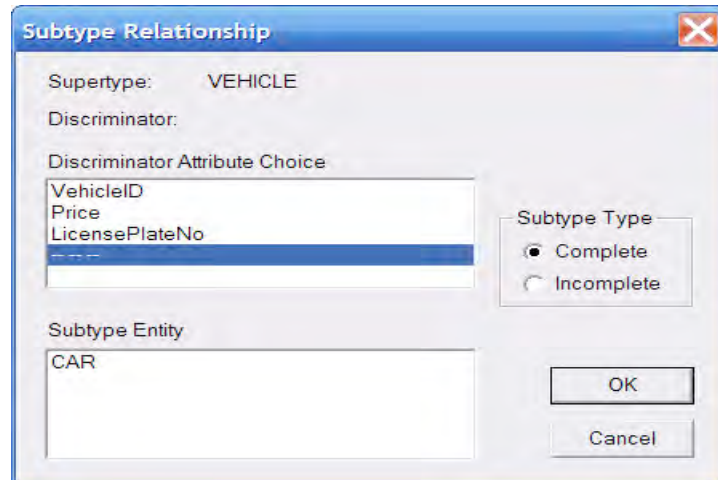 Subtype Relationship
Supertype: VEHICLE
Discriminator:
Discriminator Attribute Choice
VehicleID
Price
LicensePlateNo
-- -- --
Subtype Type
Complete
Incomplete
Subtype Entity
CAR
OK
Cancel